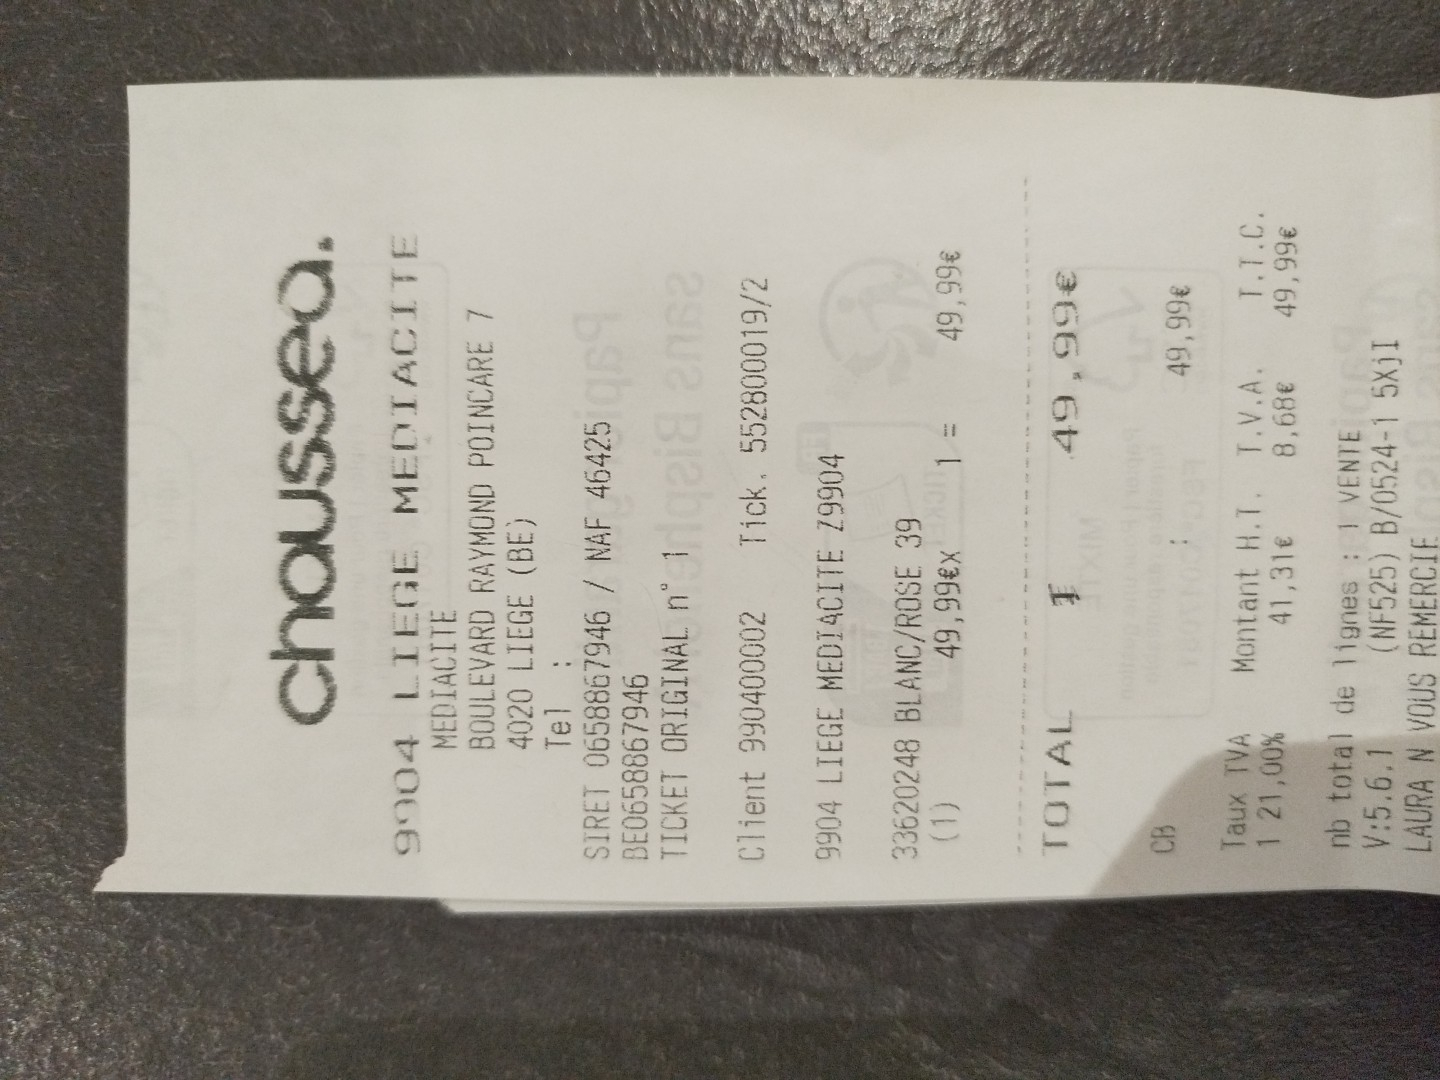 chaussea.
9904 LIEGE MEDIACITE
MEDIACITE
BOULEVARD RAYMOND POINCARE 7
4020 LIEGE (BE)
Tel :
SIRET 0658867946 / NAF 46425
BE0658867946
TICKET ORIGINAL n° 1
Client 990400002 Tick. 552800019/2
9904 LIEGE MEDIACITE Z9904
33620248 BLANC/ROSE 39
(1) 49,99€x 1 = 49,99€
TOTAL 1 49,99€
CB : 49,99€
Taux TVA Montant H.T. T.V.A. T.T.C.
1 21,00% 41,31€ 8,68€ 49,99€
nb total de lignes : 1 VENTE
V:5.6.1 (NF525) B/0524-1 5XjI
LAURA N VOUS REMERCIE